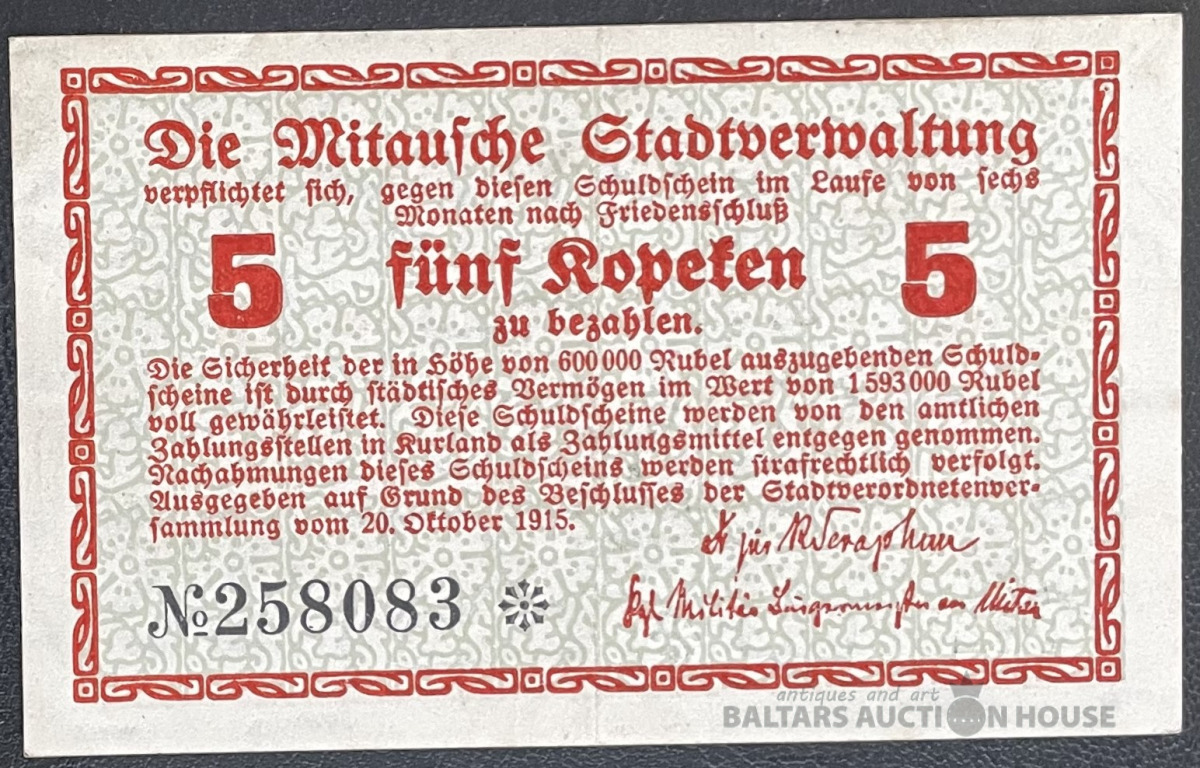 Die Mitausche Stadtverwaltung
verpflichtet sich, gegen diesen Schuldschein im Laufe von sechs
Monaten nach Friedensschluß
5 fünf Kopeken 5
zu bezahlen.
Die Sicherheit der in Höhe von 600 000 Rubel auszugebenden Schuld-
scheine ist durch städtisches Vermögen im Wert von 1 593 000 Rubel
voll gewährleistet. Diese Schuldscheine werden von den amtlichen
Zahlungsstellen in Kurland als Zahlungsmittel entgegen genommen.
Nachahmungen dieses Schuldscheins werden strafrechtlich verfolgt.
Ausgegeben auf Grund des Beschlusses der Stadtverordnetenver-
sammlung vom 20. Oktober 1915.
№ 258083
antiques and art
BALTARS AUCTION HOUSE